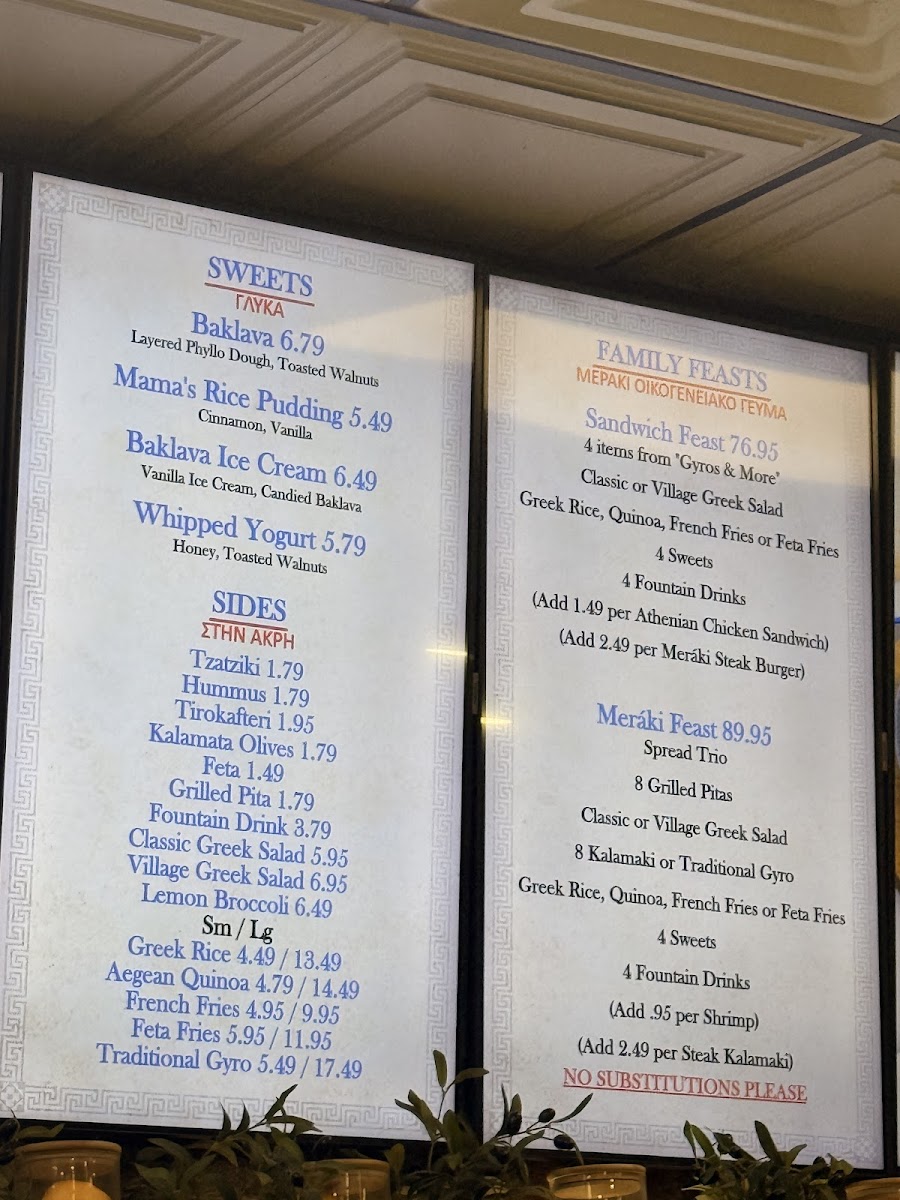 SWEETS
ΓΛΥΚΑ
Baklava 6.79
Layered Phyllo Dough, Toasted Walnuts
Mama's Rice Pudding 5.49
Cinnamon, Vanilla
Baklava Ice Cream 6.49
Vanilla Ice Cream, Candied Baklava
Whipped Yogurt 5.79
Honey, Toasted Walnuts
SIDES
ΣΤΗΝ ΑΚΡΗ
Tzatziki 1.79
Hummus 1.79
Tirokafteri 1.95
Kalamata Olives 1.79
Feta 1.49
Grilled Pita 1.79
Fountain Drink 3.79
Classic Greek Salad 5.95
Village Greek Salad 6.95
Lemon Broccoli 6.49
Sm / Lg
Greek Rice 4.49 / 13.49
Aegean Quinoa 4.79 / 14.49
French Fries 4.95 / 9.95
Feta Fries 5.95 / 11.95
Traditional Gyro 5.49 / 17.49
FAMILY FEASTS
ΜΕΡΑΚΙ ΟΙΚΟΓΕΝΕΙΑΚΟ ΓΕΥΜΑ
Sandwich Feast 76.95
4 items from "Gyros & More"
Classic or Village Greek Salad
Greek Rice, Quinoa, French Fries or Feta Fries
4 Sweets
4 Fountain Drinks
(Add 1.49 per Athenian Chicken Sandwich)
(Add 2.49 per Meráki Steak Burger)
Meráki Feast 89.95
Spread Trio
8 Grilled Pitas
Classic or Village Greek Salad
8 Kalamaki or Traditional Gyro
Greek Rice, Quinoa, French Fries or Feta Fries
4 Sweets
4 Fountain Drinks
(Add .95 per Shrimp)
(Add 2.49 per Steak Kalamaki)
NO SUBSTITUTIONS PLEASE